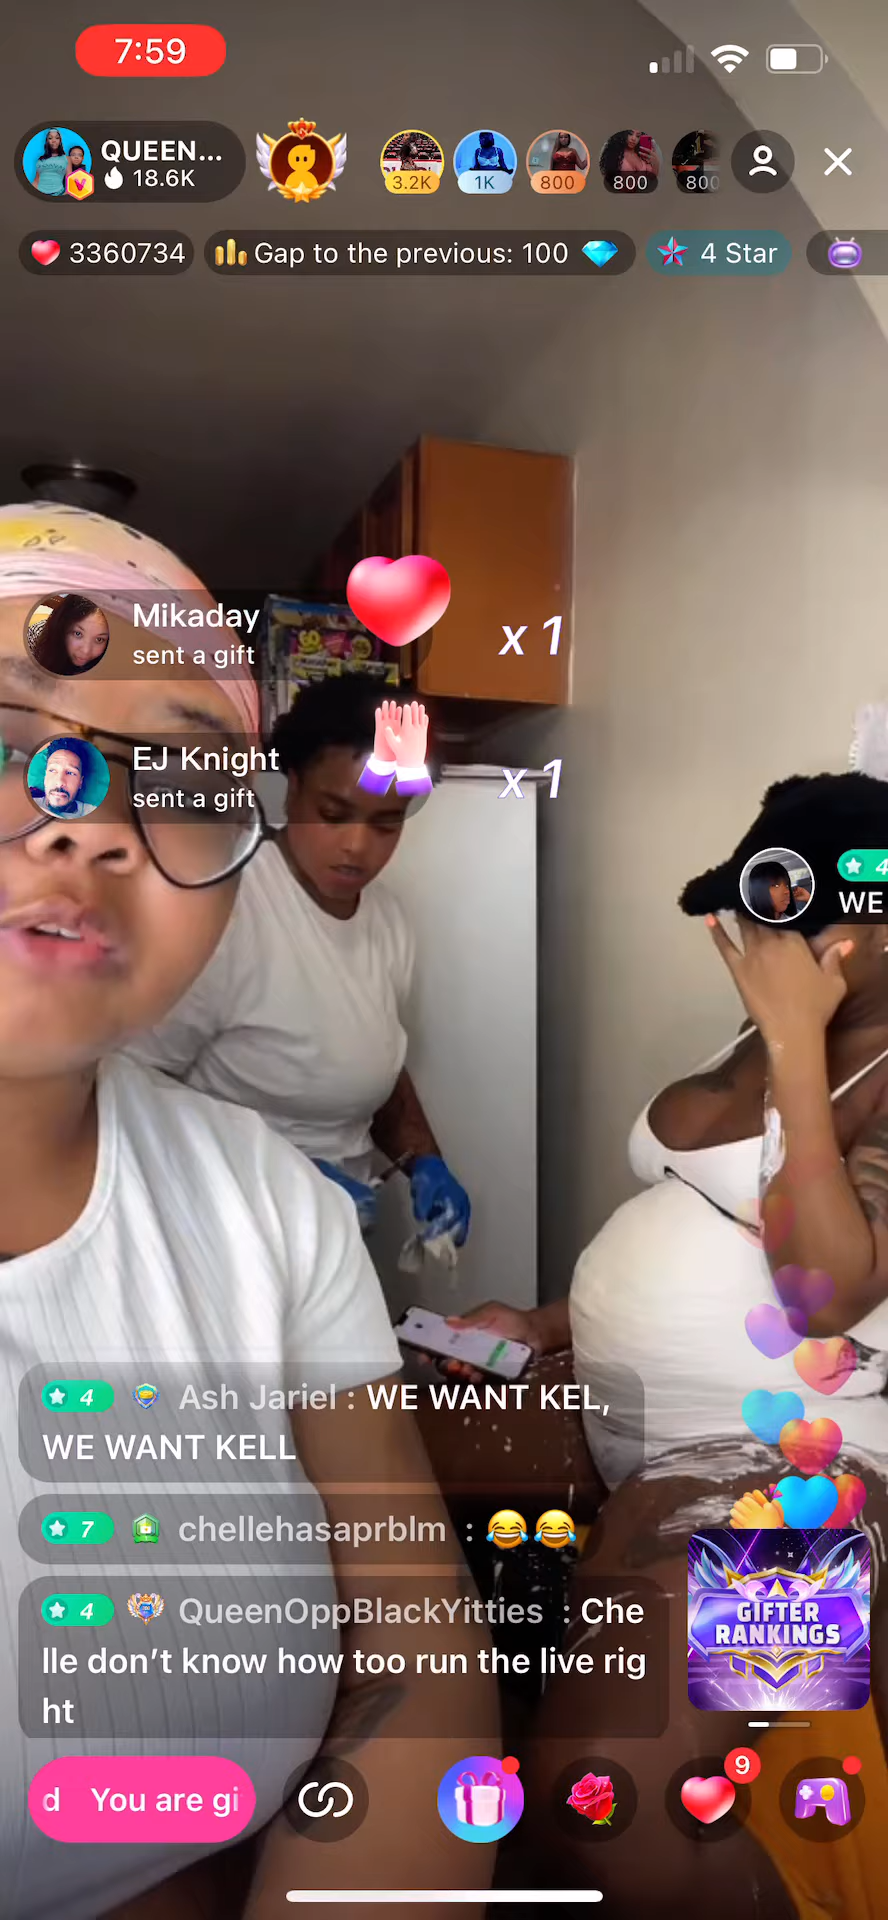 7:59
QUEEN...
18.6K
3.2K
1K
800
800
800
3360734
Gap to the previous: 100
4 Star
Mikaday
sent a gift
x 1
EJ Knight
sent a gift
x 1
4
WE
4 Ash Jariel : WE WANT KEL,
WE WANT KELL
7 chellehasaprblm : 😂😂
4 QueenOppBlackYitties : Che
lle don’t know how too run the live rig
ht
GIFTER
RANKINGS
d You are gi
9